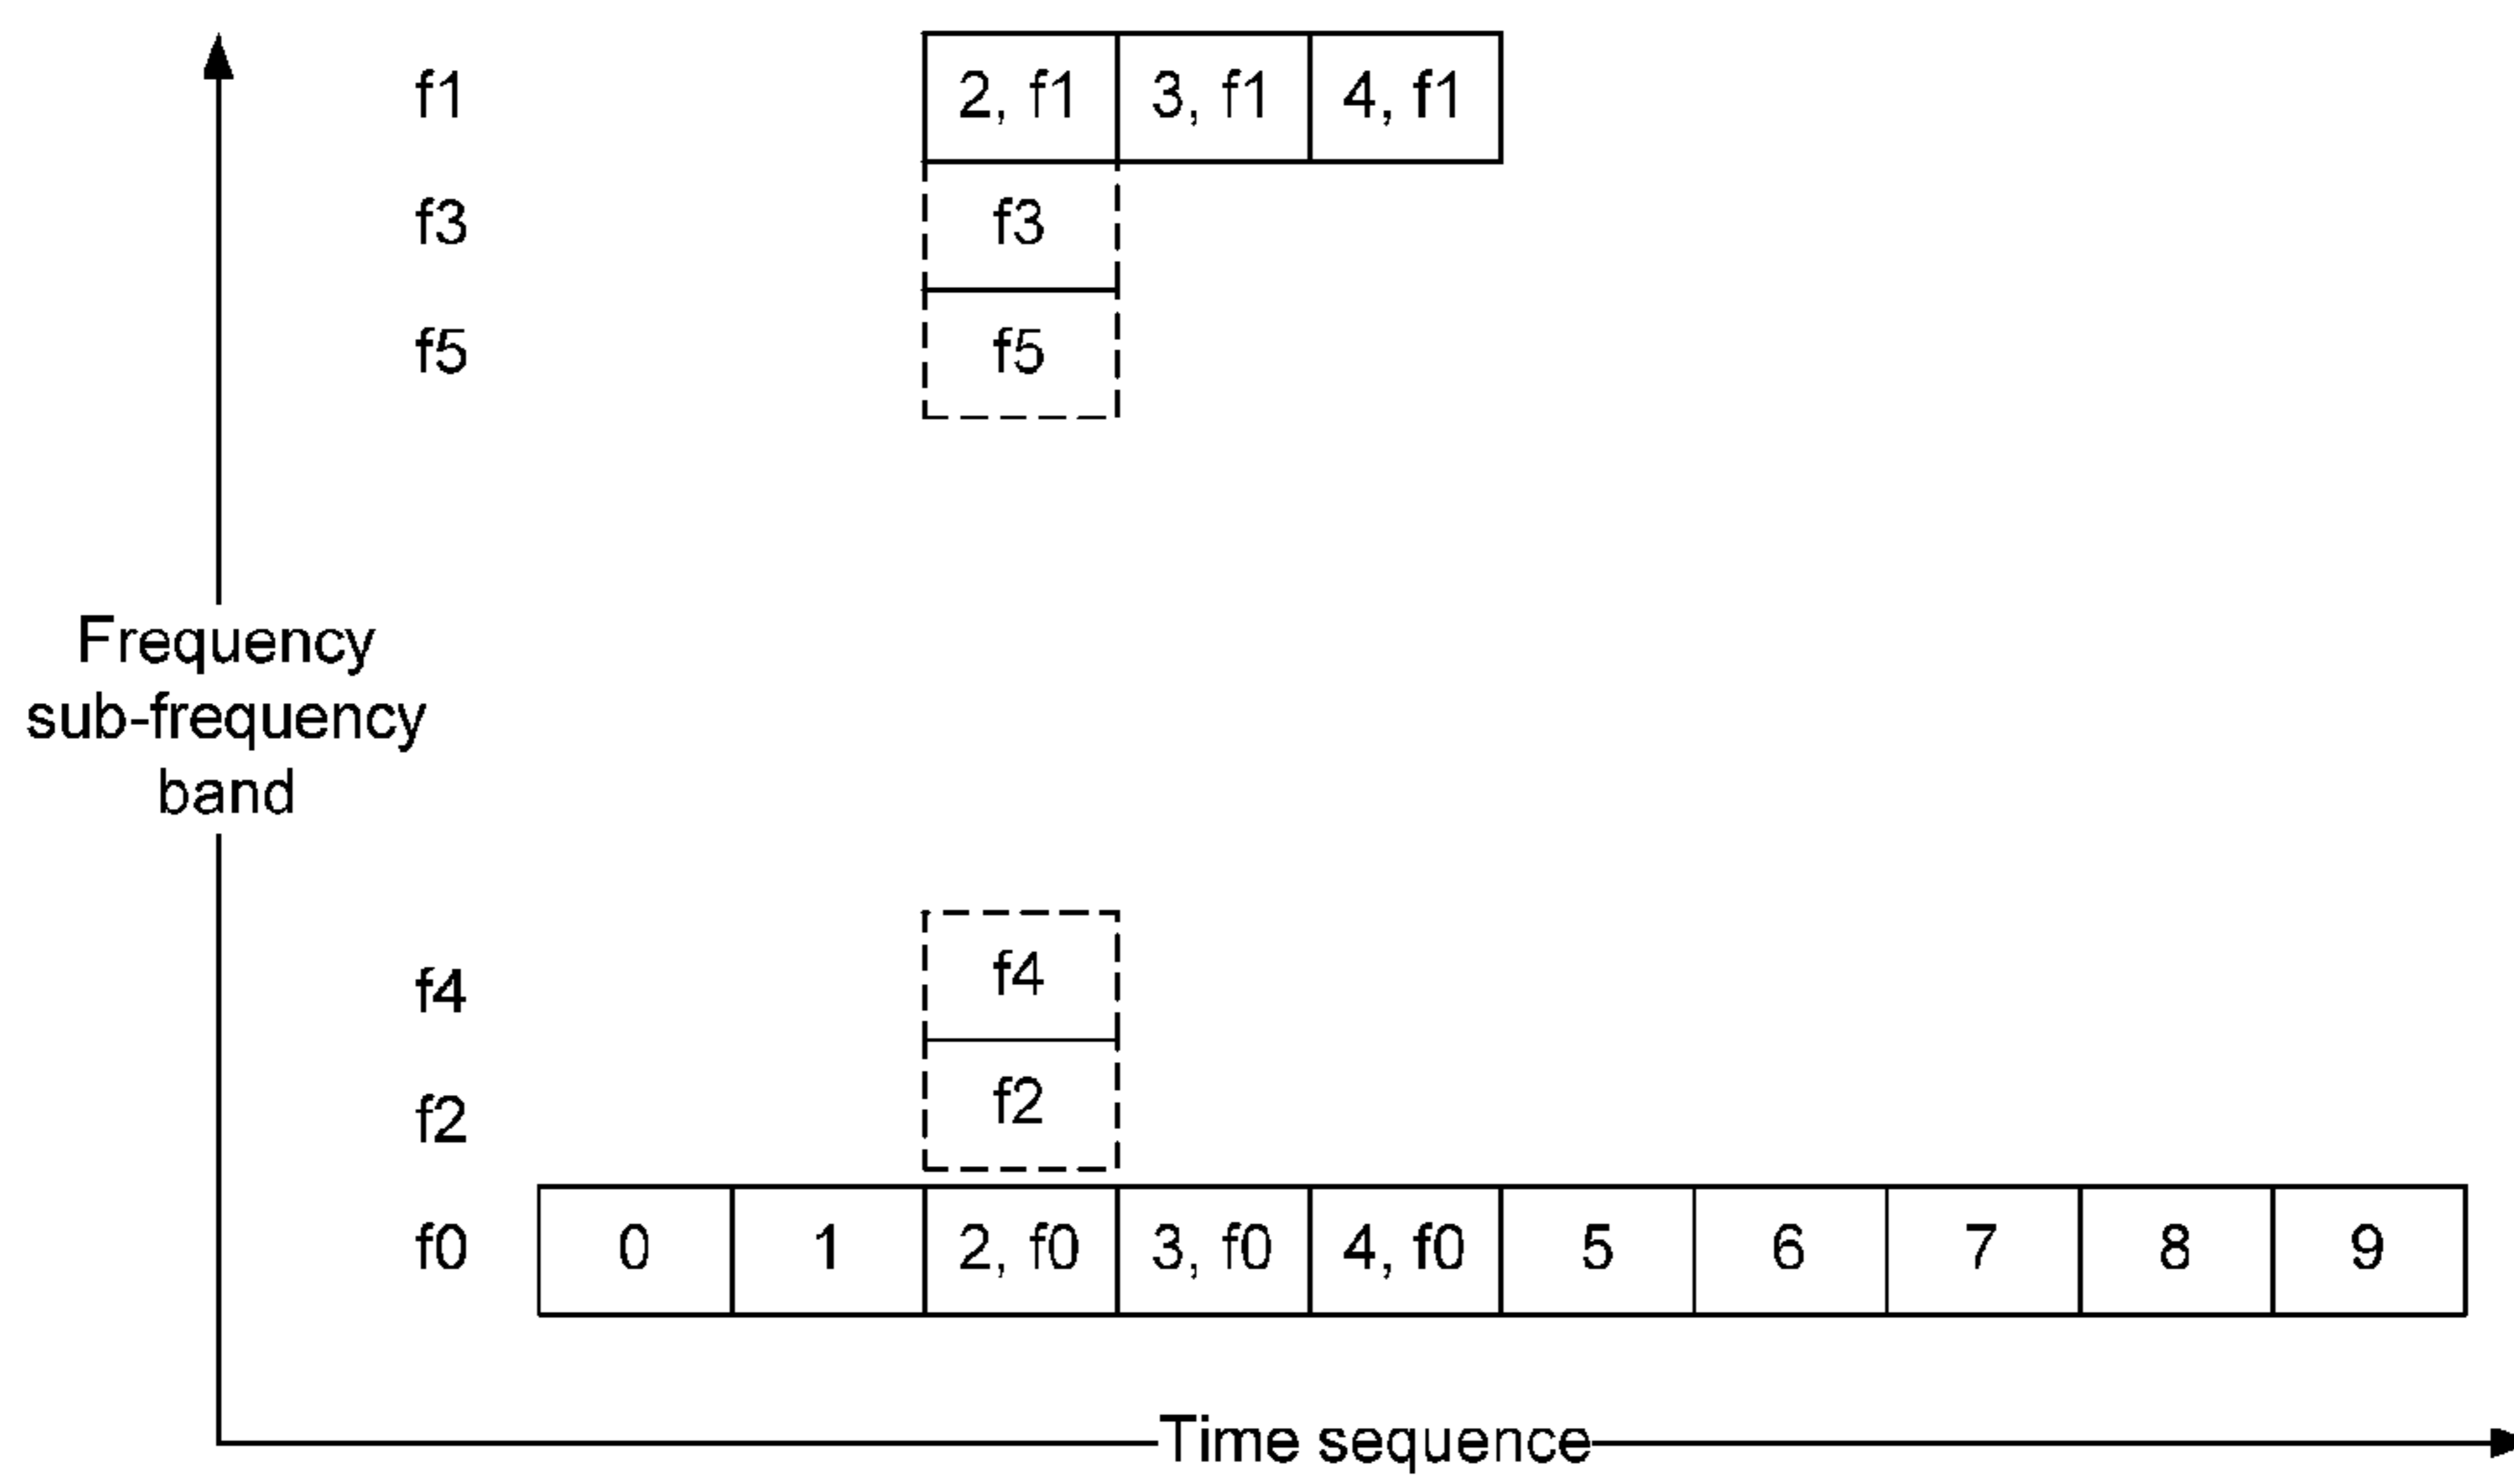 f1 2, f1 3, f1 4, f1
f3 f3
f5 f5
Frequency
sub-frequency
band
f4 f4
f2 f2
f0 0 1 2, f0 3, f0 4, f0 5 6 7 8 9
Time sequence